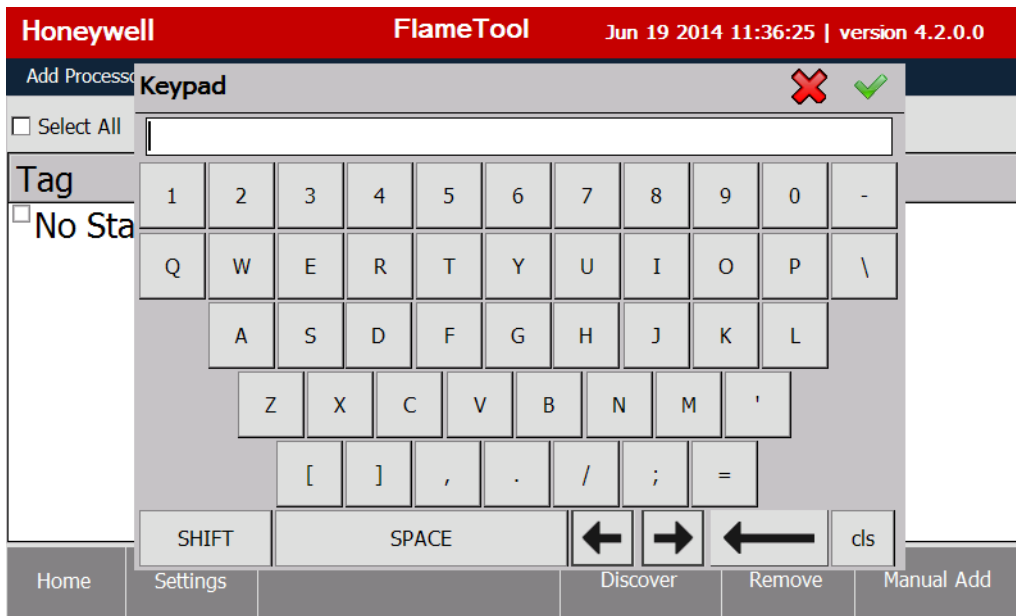 Honeywell FlameTool Jun 19 2014 11:36:25 | version 4.2.0.0
Add Processo
Keypad
Select All
Tag
1 2 3 4 5 6 7 8 9 0 -
No Sta
Q W E R T Y U I O P \
A S D F G H J K L
Z X C V B N M '
[ ] , . / ; =
SHIFT SPACE cls
Home Settings Discover Remove Manual Add